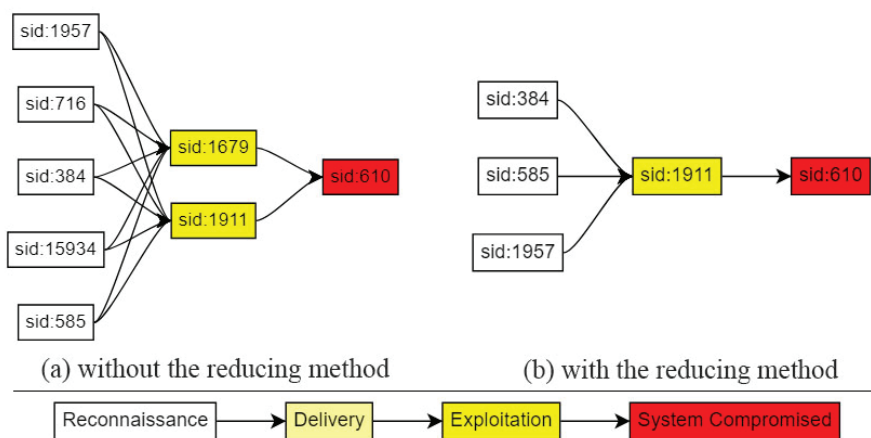 sid:1957
sid:716
sid:384
sid:15934
sid:585
sid:1679
sid:1911
sid:610
(a) without the reducing method
sid:384
sid:585
sid:1957
sid:1911
sid:610
(b) with the reducing method
Reconnaissance
Delivery
Exploitation
System Compromised